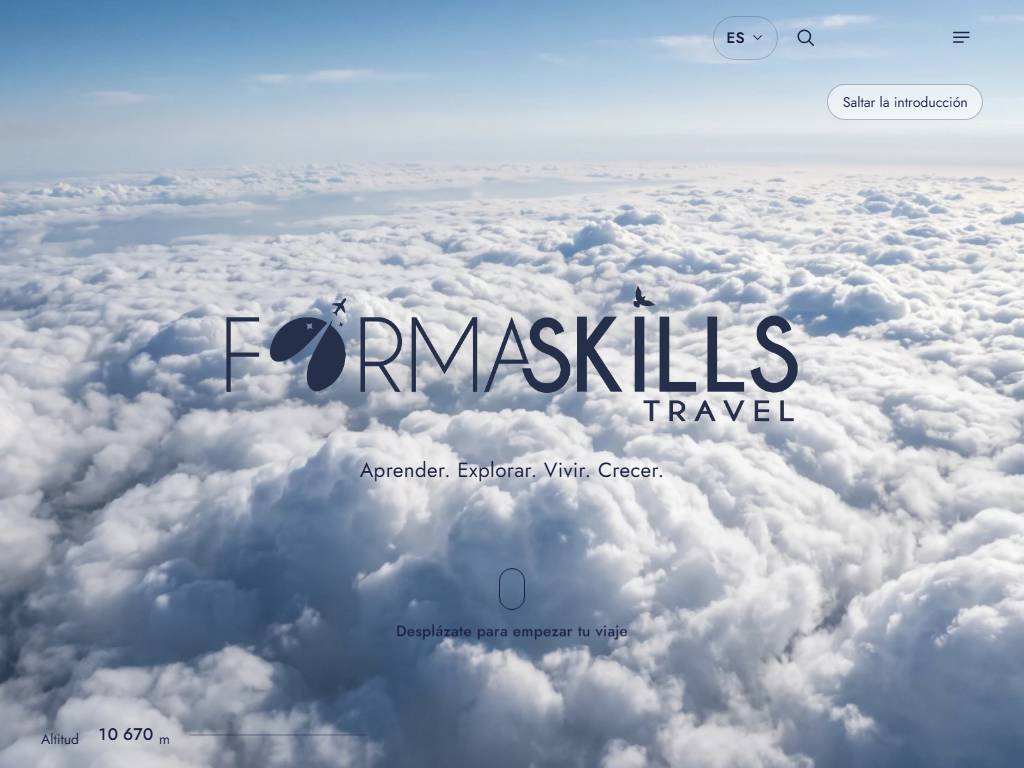 ES
Saltar la introducción
FORMASKILLS
TRAVEL
Aprender. Explorar. Vivir. Crecer.
Desplázate para empezar tu viaje
Altitud 10 670 m